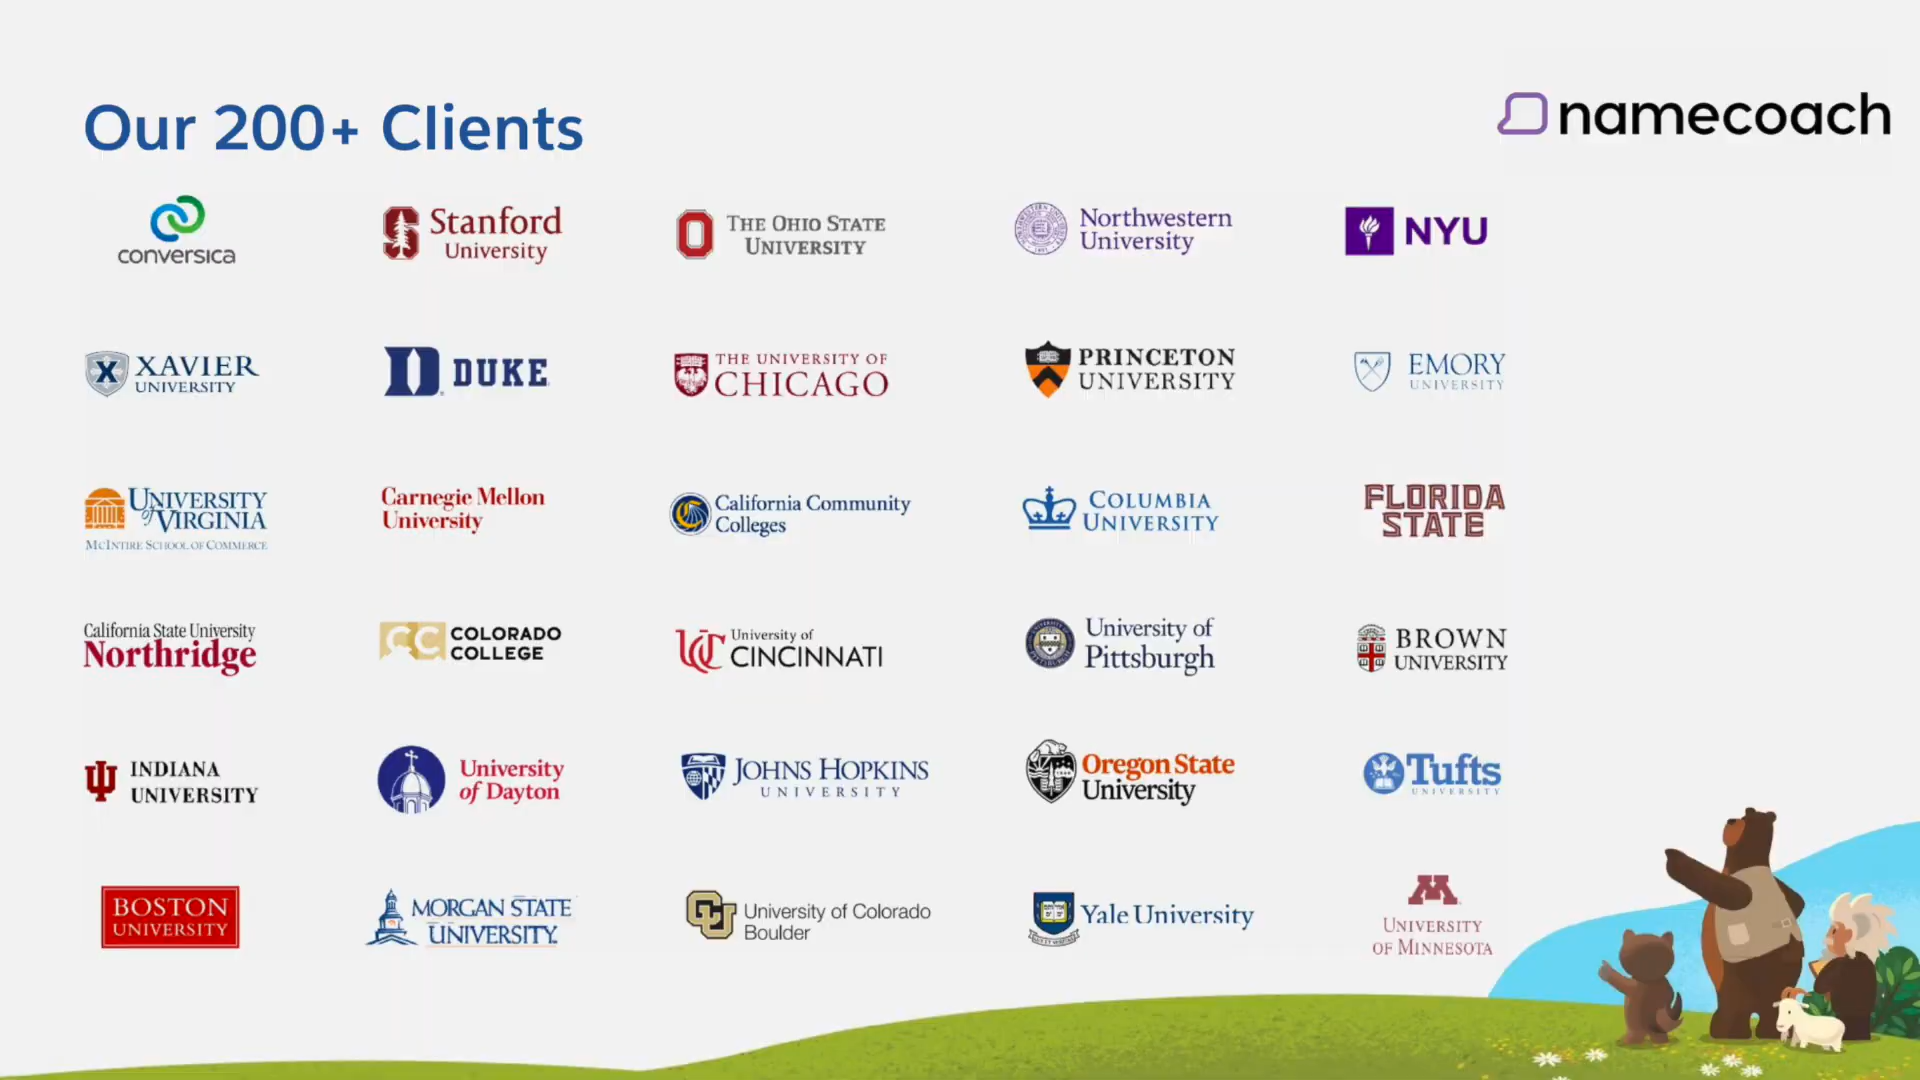 Our 200+ Clients
namecoach
conversica
Stanford
University
THE OHIO STATE
UNIVERSITY
Northwestern
University
NYU
XAVIER
UNIVERSITY
DUKE
THE UNIVERSITY OF
CHICAGO
PRINCETON
UNIVERSITY
EMORY
UNIVERSITY
UNIVERSITY
of VIRGINIA
MCINTIRE SCHOOL OF COMMERCE
Carnegie Mellon
University
California Community
Colleges
COLUMBIA
UNIVERSITY
FLORIDA
STATE
California State University
Northridge
CC
COLORADO
COLLEGE
UC
University of
CINCINNATI
University of
Pittsburgh
BROWN
UNIVERSITY
INDIANA
UNIVERSITY
University
of Dayton
JOHNS HOPKINS
UNIVERSITY
Oregon State
University
Tufts
UNIVERSITY
BOSTON
UNIVERSITY
MORGAN STATE
UNIVERSITY
CU
University of Colorado
Boulder
Yale University
M
UNIVERSITY
OF MINNESOTA